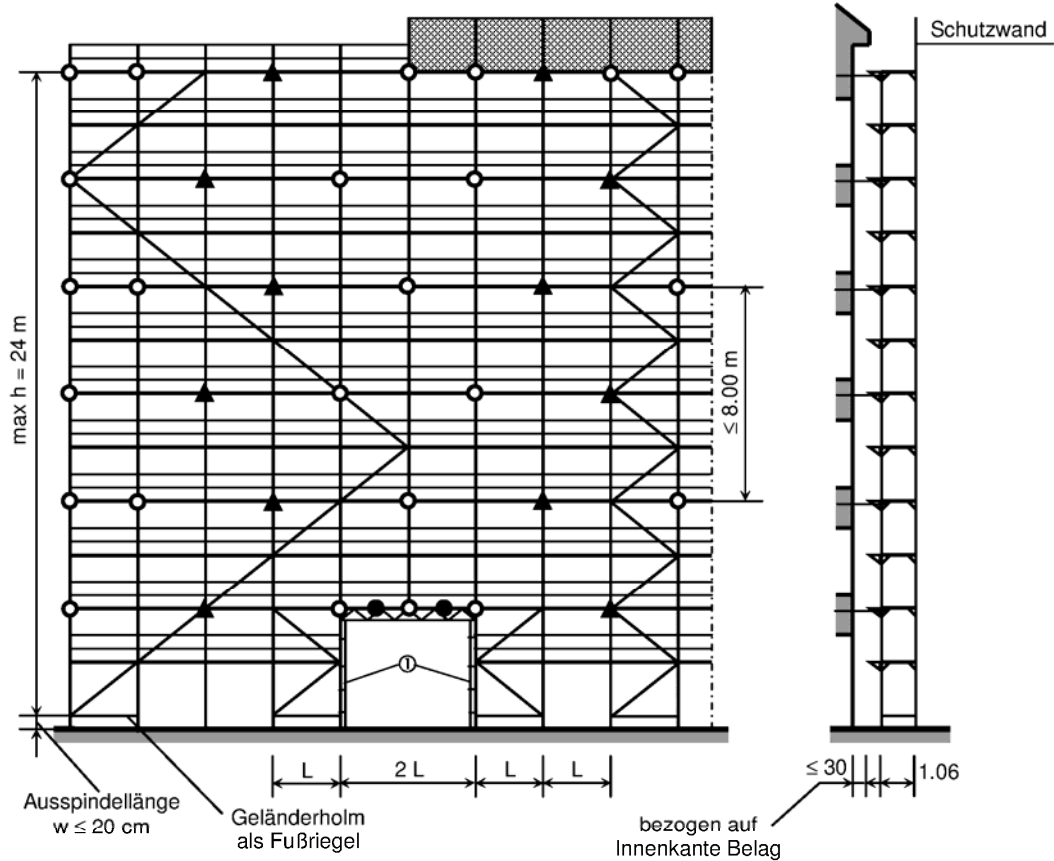 Schutzwand
max h = 24 m
≤ 8.00 m
①
L
2 L
L
L
≤ 30
1.06
Ausspindellänge
w ≤ 20 cm
Geländerholm
als Fußriegel
bezogen auf
Innenkante Belag